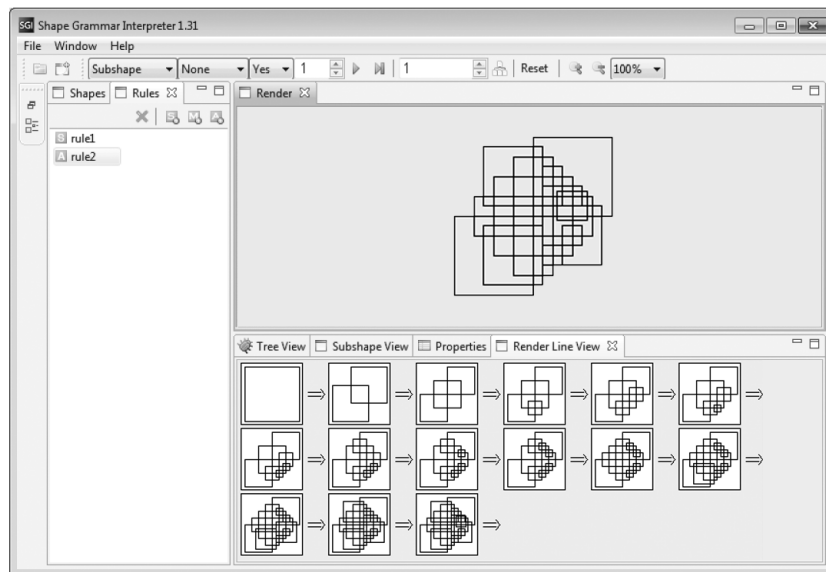 SGI Shape Grammar Interpreter 1.31
File Window Help
Subshape None Yes 1 1 Reset 100%
Shapes Rules Render
S M A
B rule1
A rule2
Tree View Subshape View Properties Render Line View